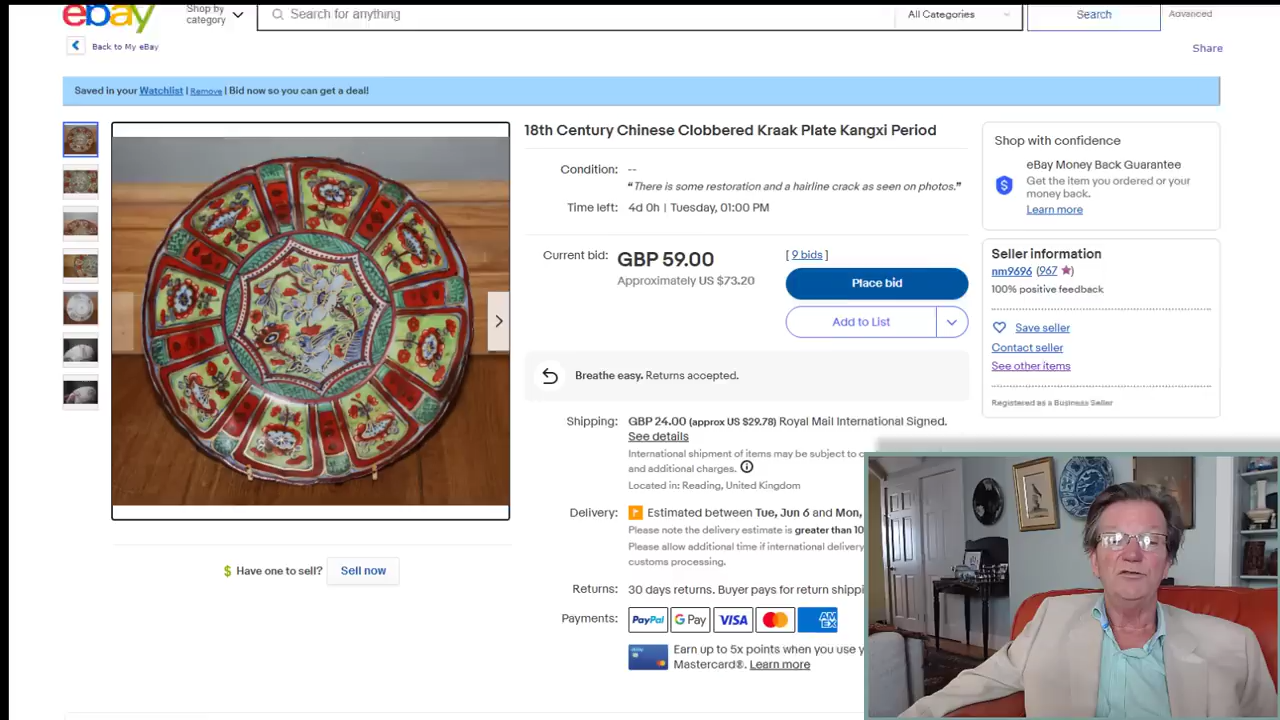 ebay
Shop by
category
Search for anything
All Categories
Search
Advanced
Back to My eBay
Share
Saved in your Watchlist | Remove | Bid now so you can get a deal!
18th Century Chinese Clobbered Kraak Plate Kangxi Period
Condition: --
“There is some restoration and a hairline crack as seen on photos.”
Time left: 4d 0h | Tuesday, 01:00 PM
Current bid: GBP 59.00 [ 9 bids ]
Approximately US $73.20
Place bid
Add to List
Breathe easy. Returns accepted.
Shipping: GBP 24.00 (approx US $29.78) Royal Mail International Signed.
See details
International shipment of items may be subject to
and additional charges.
Located in: Reading, United Kingdom
Delivery: Estimated between Tue, Jun 6 and Mon,
Please note the delivery estimate is greater than 10
Please allow additional time if international delivery
customs processing.
Returns: 30 days returns. Buyer pays for return
Payments: PayPal G Pay VISA MasterCard AM EX
Earn up to 5x points when you use
Mastercard®. Learn more
Have one to sell? Sell now
Shop with confidence
eBay Money Back Guarantee
Get the item you ordered or your
money back.
Learn more
Seller information
nm9696 (967)
100% positive feedback
Save seller
Contact seller
See other items
Registered as a Business Seller